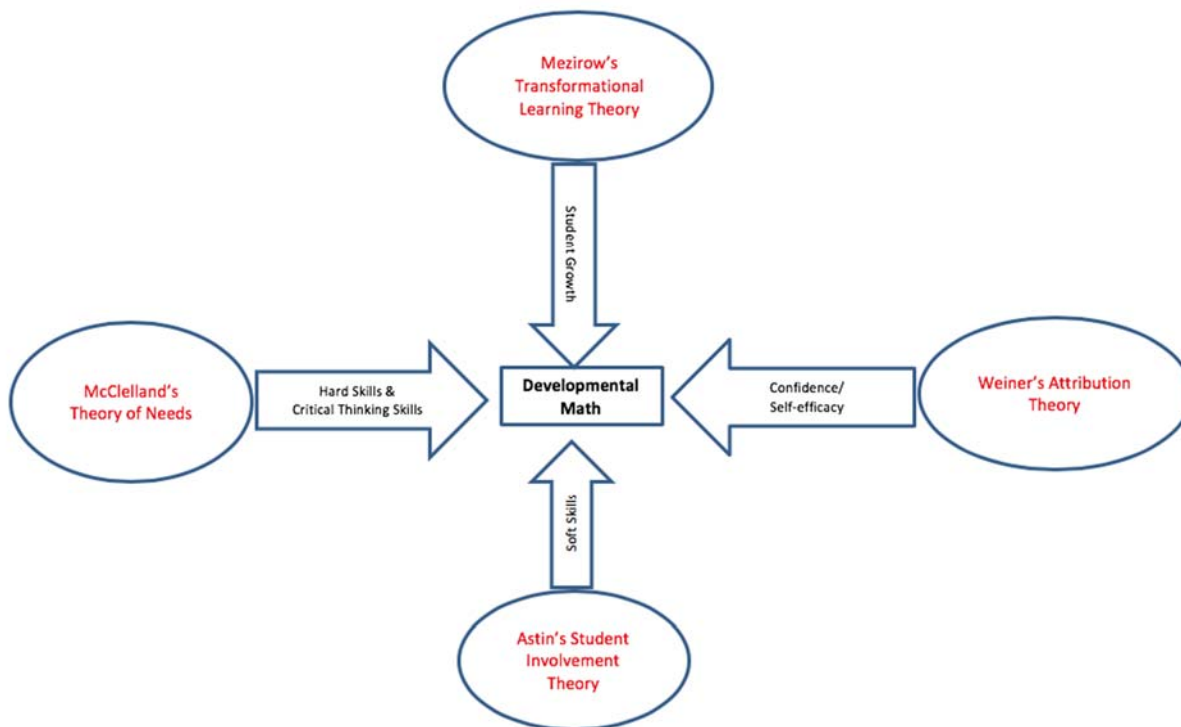 Mezirow's
Transformational
Learning Theory
Student Growth
McClelland's
Theory of Needs
Hard Skills &
Critical Thinking Skills
Developmental
Math
Confidence/
Self-efficacy
Weiner's Attribution
Theory
Soft Skills
Astin's Student
Involvement
Theory